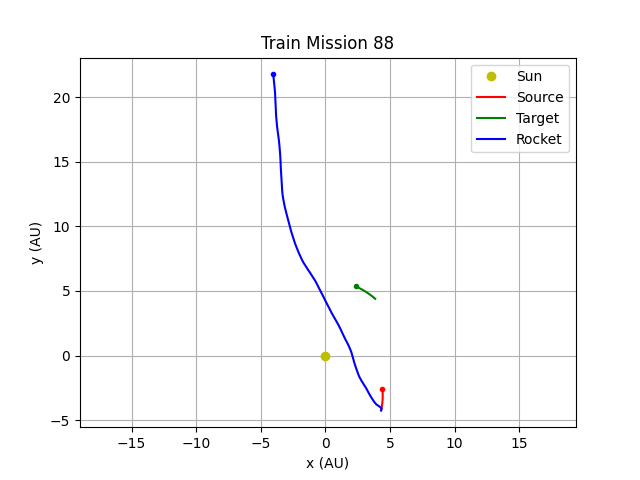 Train Mission 88
Sun
Source
Target
Rocket
y (AU)
20
15
10
5
0
−5
−15
−10
−5
0
5
10
15
x (AU)